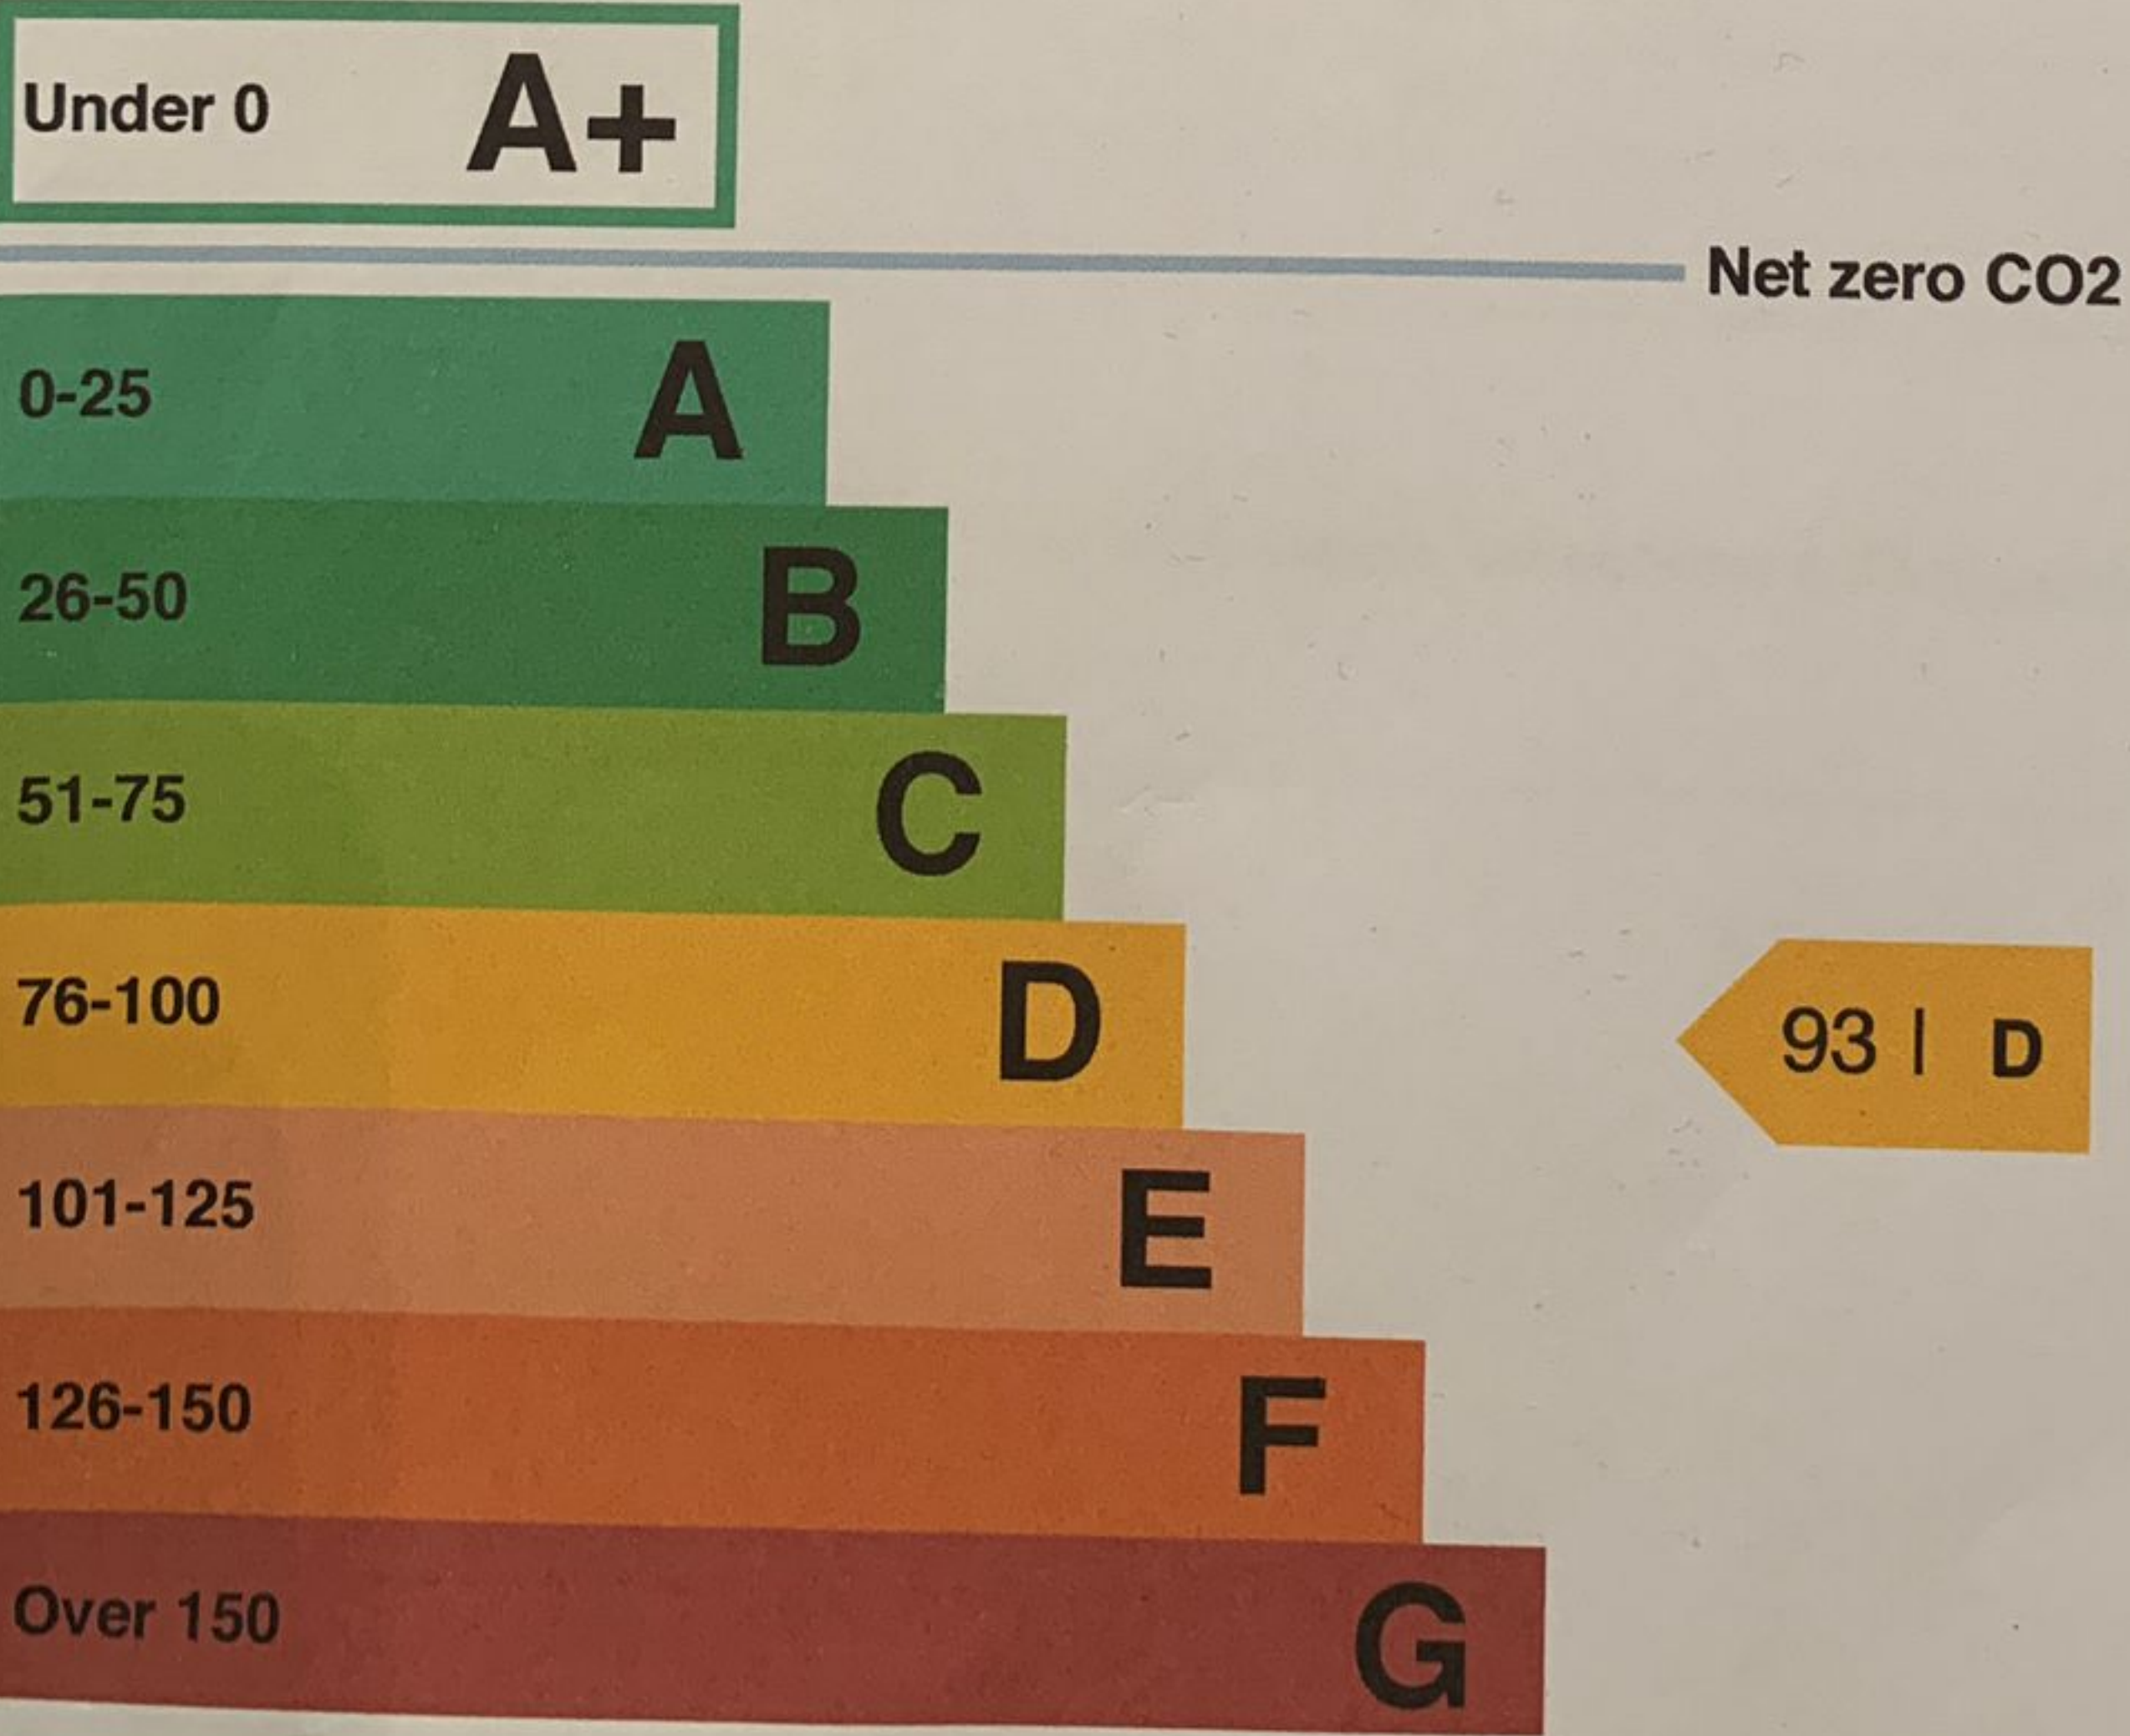 Under 0 A+
Net zero CO2
0-25 A
26-50 B
51-75 C
76-100 D
93 | D
101-125 E
126-150 F
Over 150 G